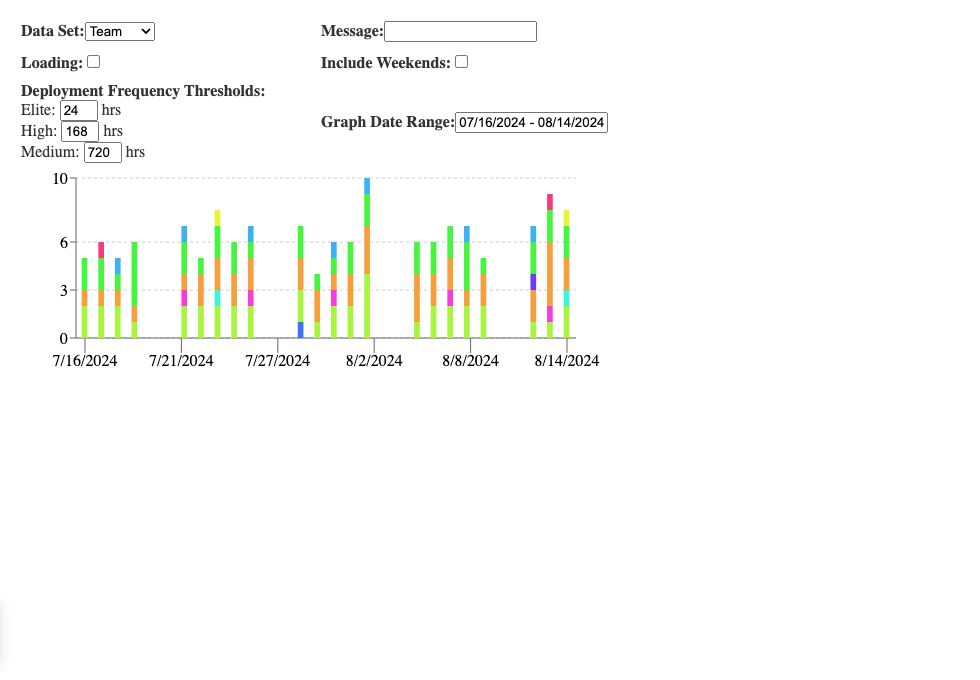 Data Set: Team
Message:
Loading:
Include Weekends:
Deployment Frequency Thresholds:
Elite: 24 hrs
High: 168 hrs
Medium: 720 hrs
Graph Date Range: 07/16/2024 - 08/14/2024
10
6
3
0
7/16/2024 7/21/2024 7/27/2024 8/2/2024 8/8/2024 8/14/2024